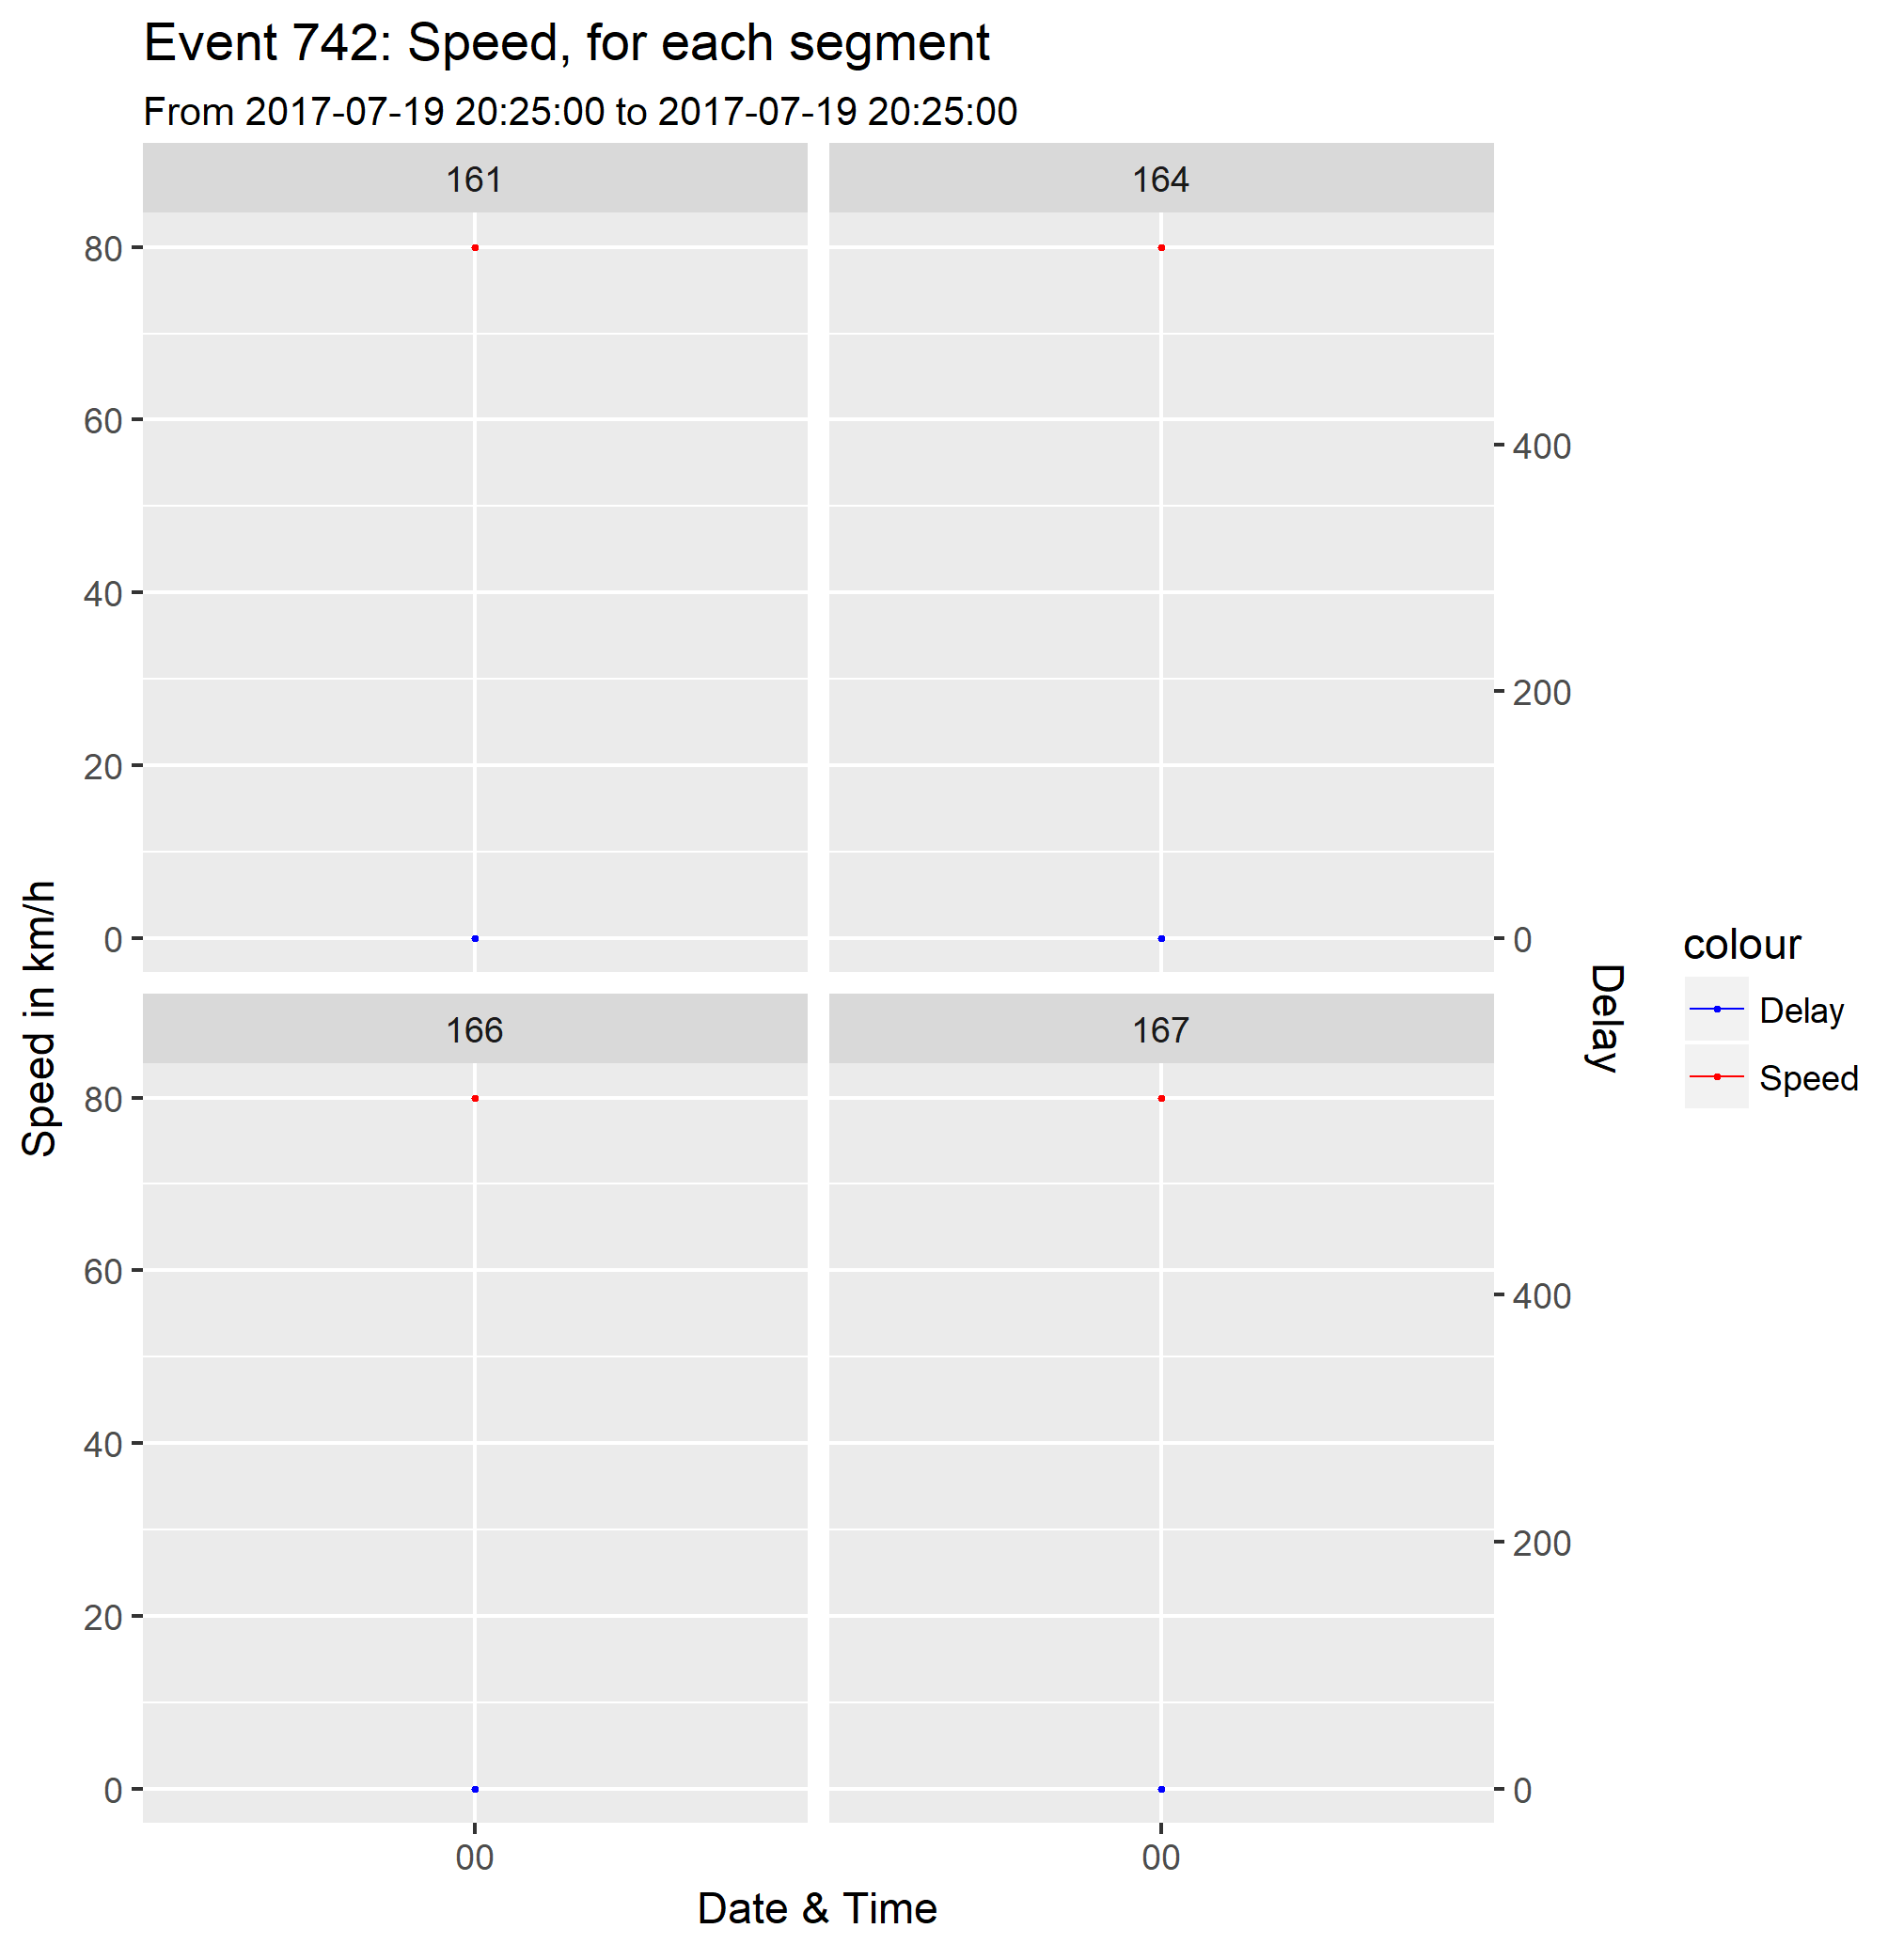 Event 742: Speed, for each segment
From 2017-07-19 20:25:00 to 2017-07-19 20:25:00
161
164
80
60
40
20
0
400
200
0
166
167
80
60
40
20
0
400
200
0
00
00
Date & Time
Speed in km/h
Delay
colour
Delay
Speed